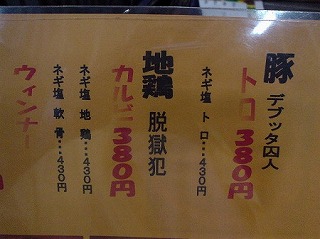 豚 デブッタ囚人
トロ 380円
ネギ塩 トロ・・・430円
地鶏 脱獄犯
カルビ 380円
ネギ塩 地鶏・・・430円
ネギ塩 軟骨・・・430円
ウィンナー